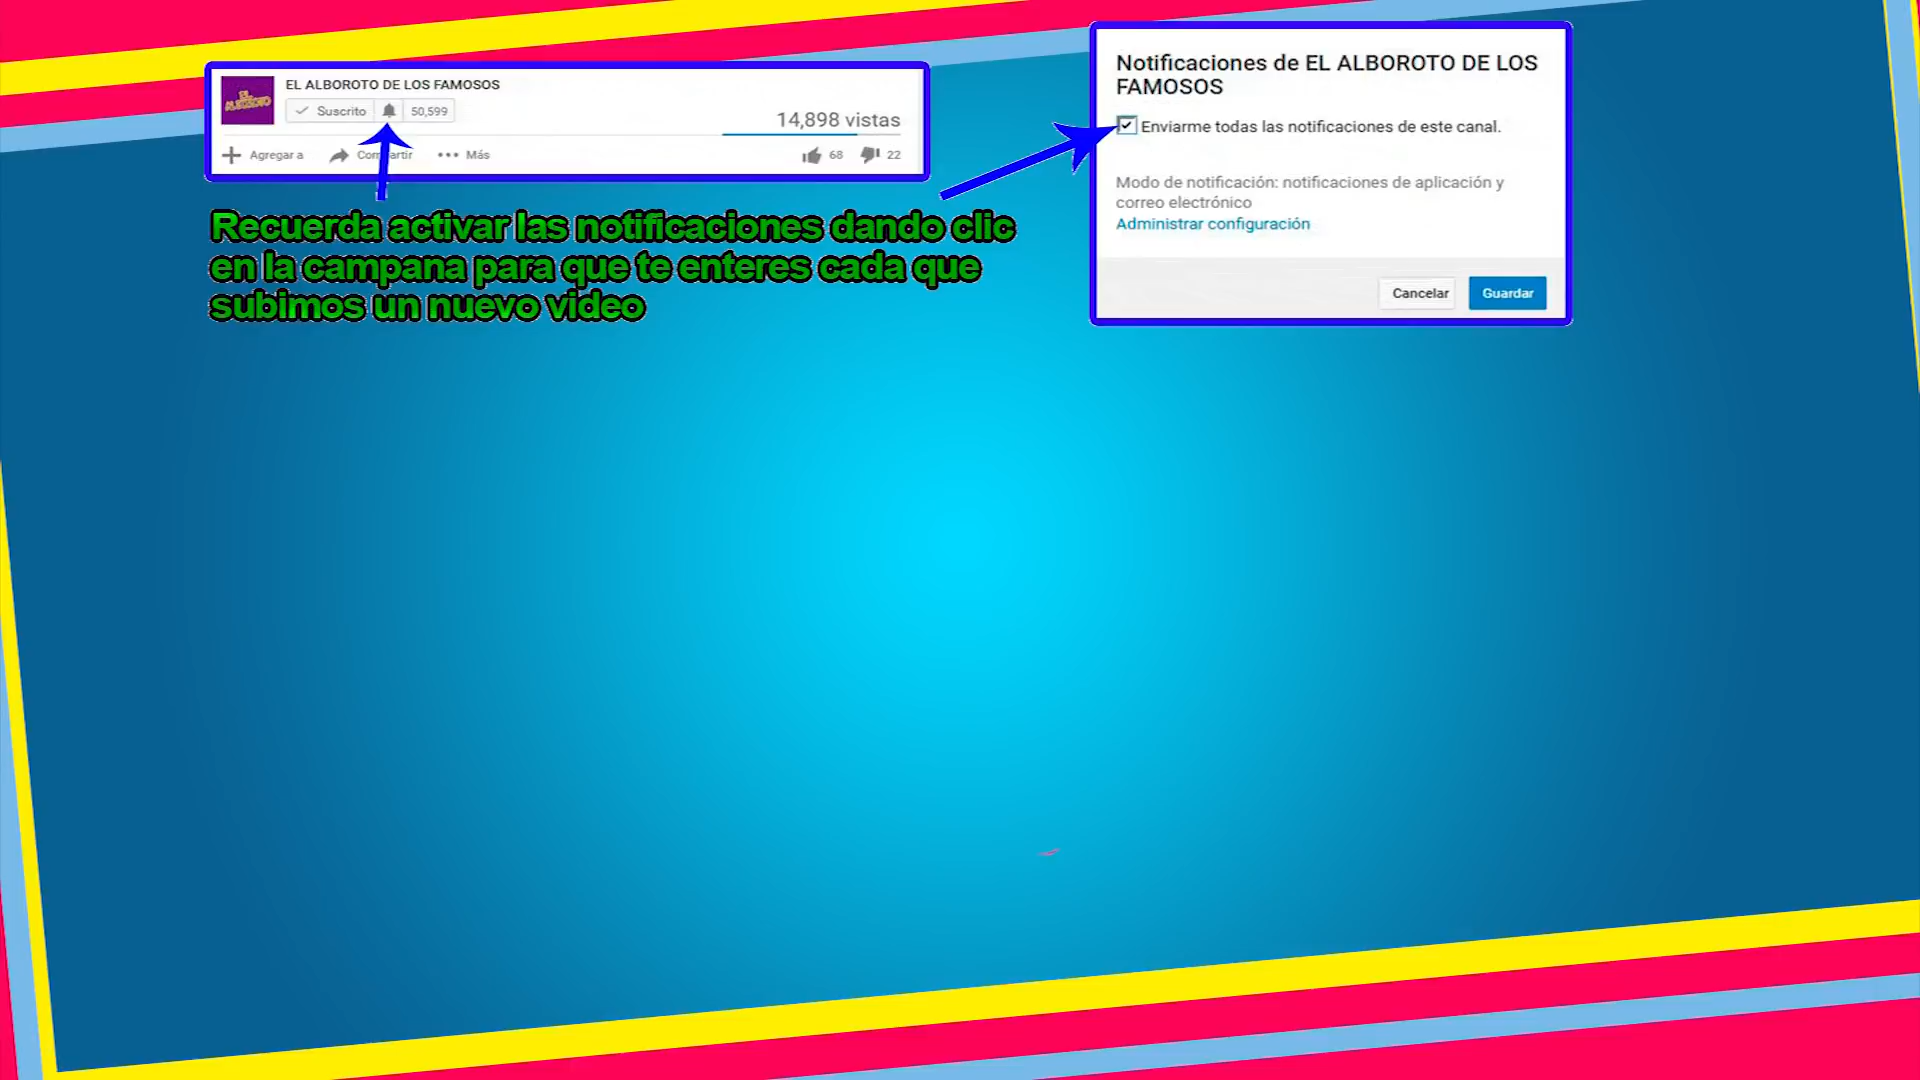 EL ALBOROTO DE LOS FAMOSOS
EL
ALBOROTO
Suscrito 50,599
14,898 vistas
Agregar a Compartir Más 68 22
Recuerda activar las notificaciones dando clic
en la campana para que te enteres cada que
subimos un nuevo video
Notificaciones de EL ALBOROTO DE LOS
FAMOSOS
Enviarme todas las notificaciones de este canal.
Modo de notificación: notificaciones de aplicación y
correo electrónico
Administrar configuración
Cancelar Guardar